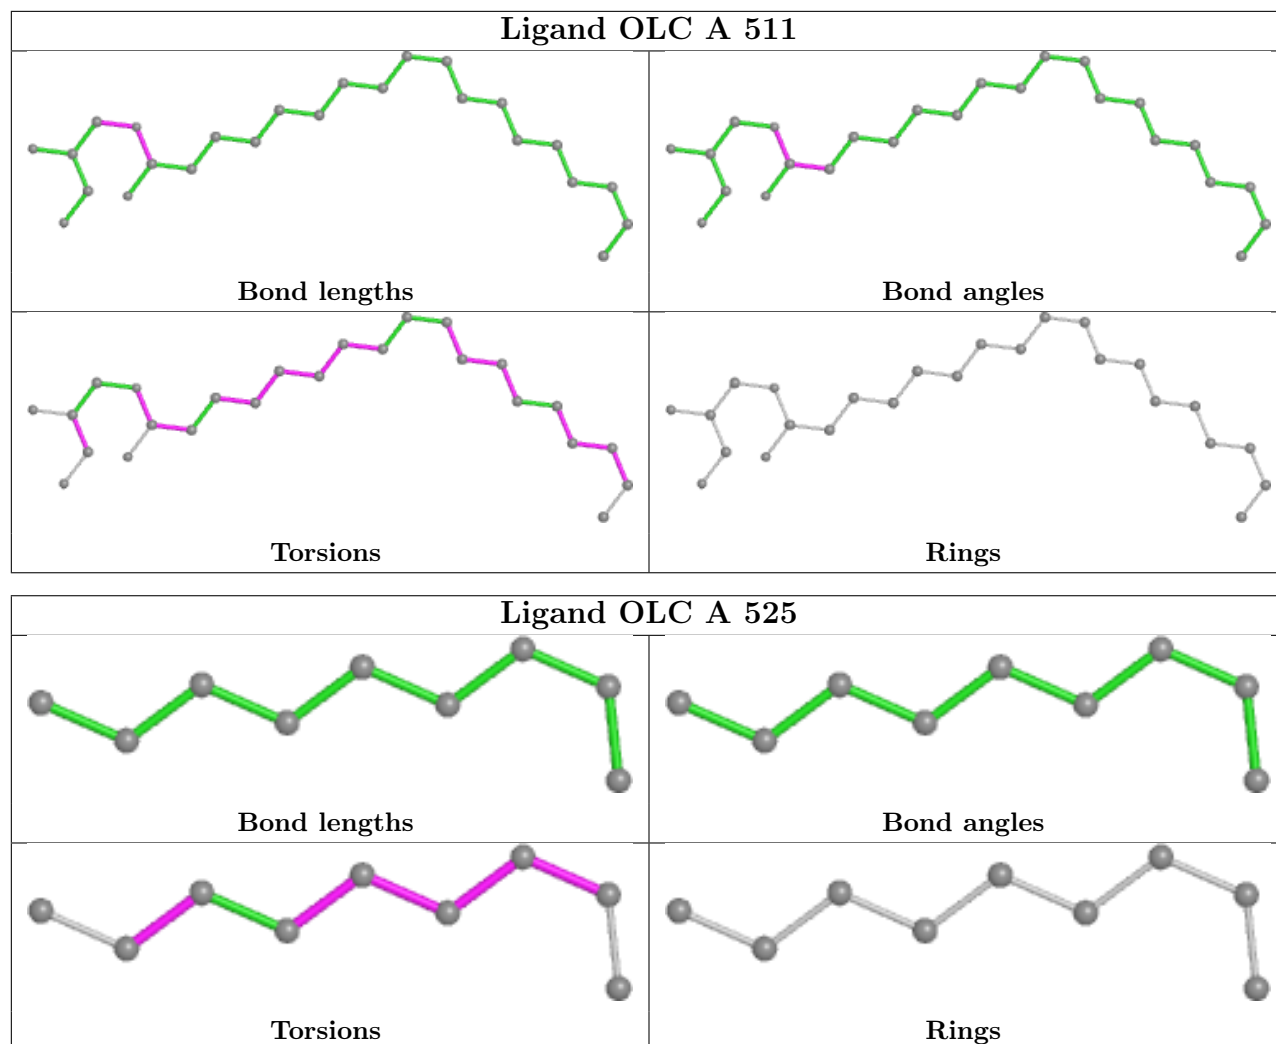 Ligand OLC A 511
Bond lengths
Bond angles
Torsions
Rings
Ligand OLC A 525
Bond lengths
Bond angles
Torsions
Rings